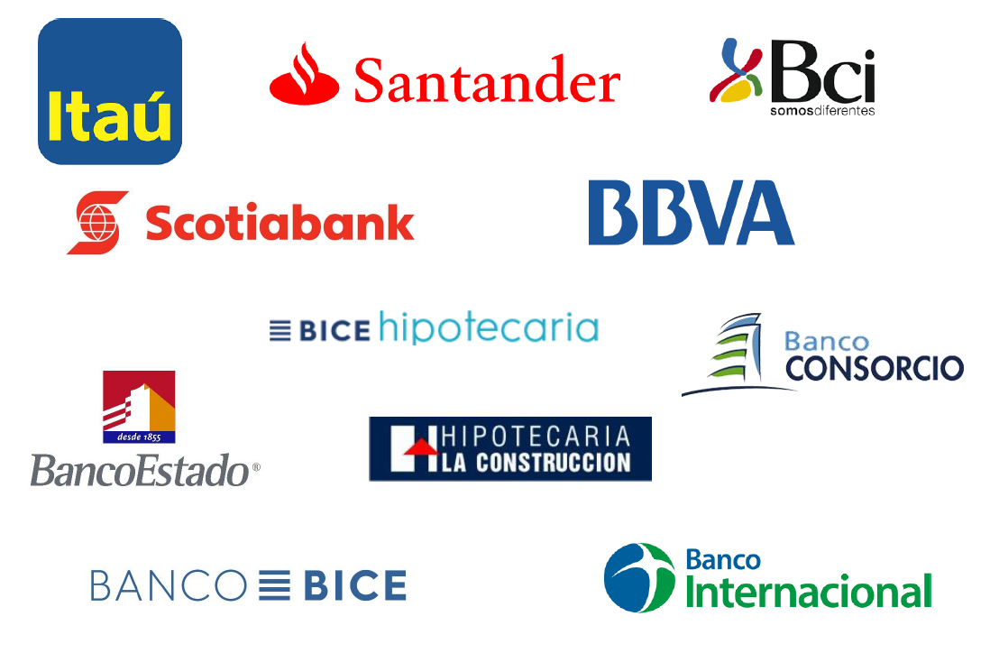 Itaú
Santander
Bci
somosdiferentes
Scotiabank
BBVA
BICE hipotecaria
Banco
CONSORCIO
desde 1855
BancoEstado®
HIPOTECARIA
LA CONSTRUCCION
BANCO BICE
Banco
Internacional